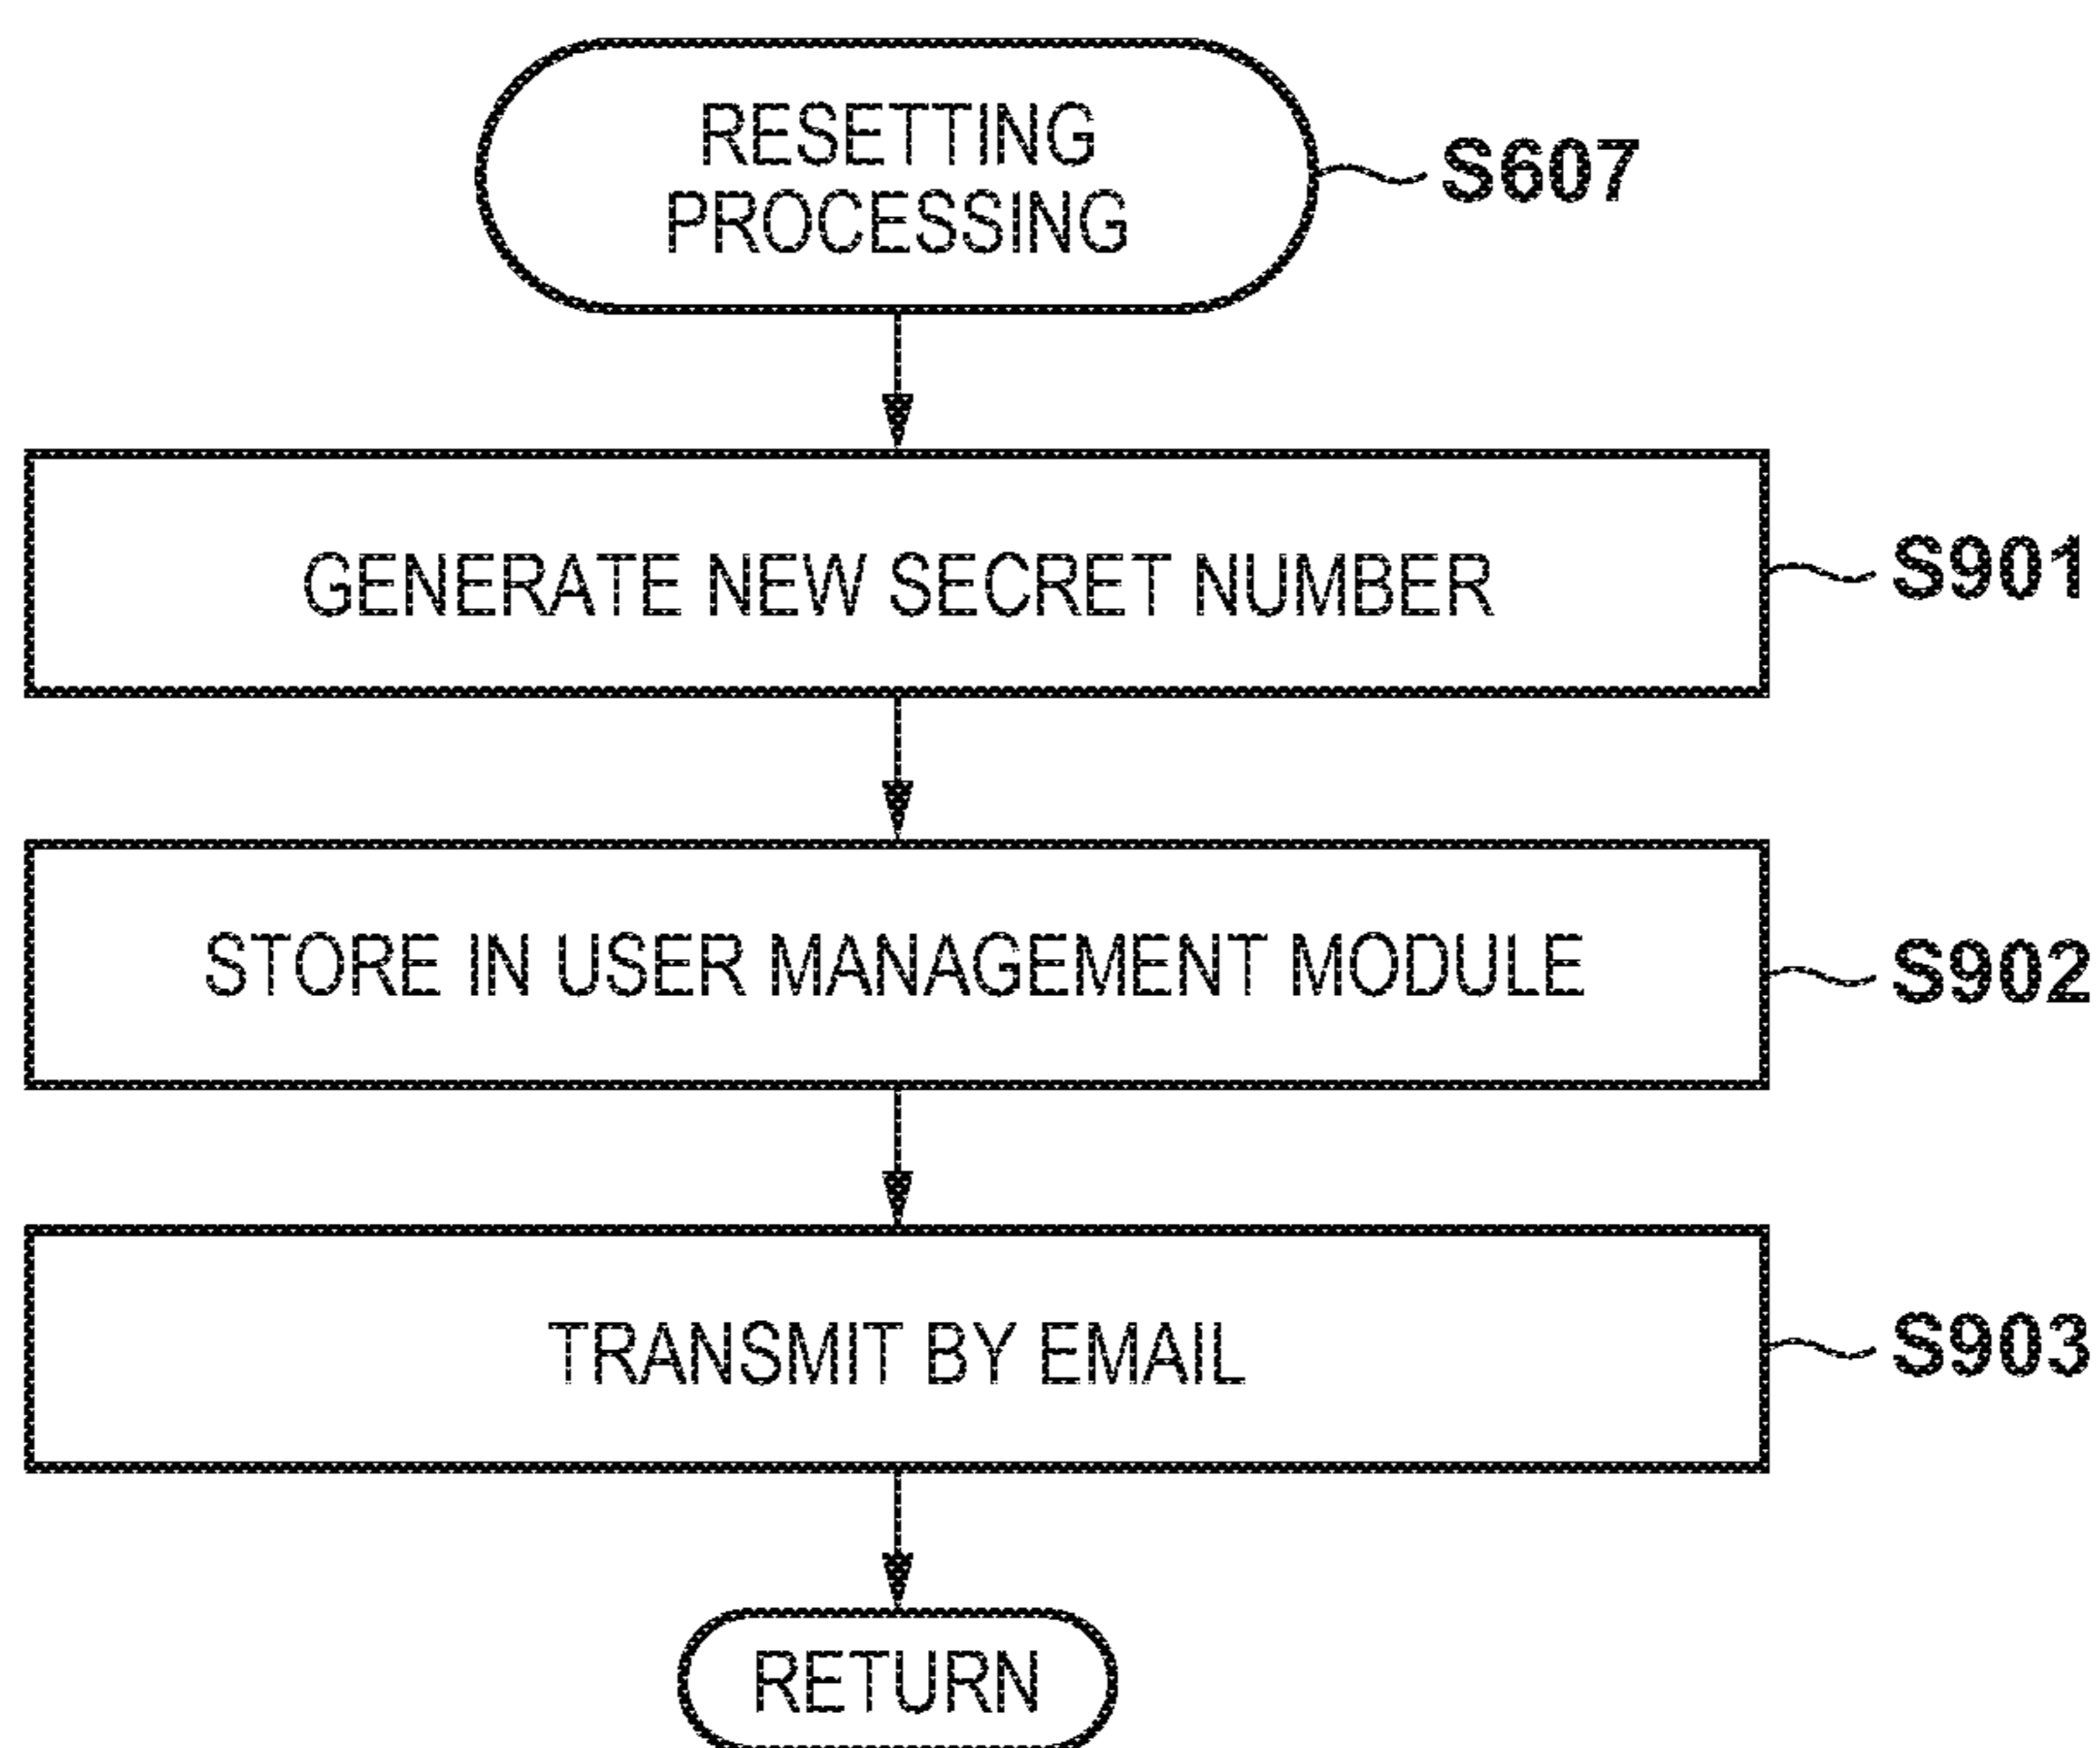 RESETTING
PROCESSING
S607
GENERATE NEW SECRET NUMBER
S901
STORE IN USER MANAGEMENT MODULE
S902
TRANSMIT BY EMAIL
S903
RETURN